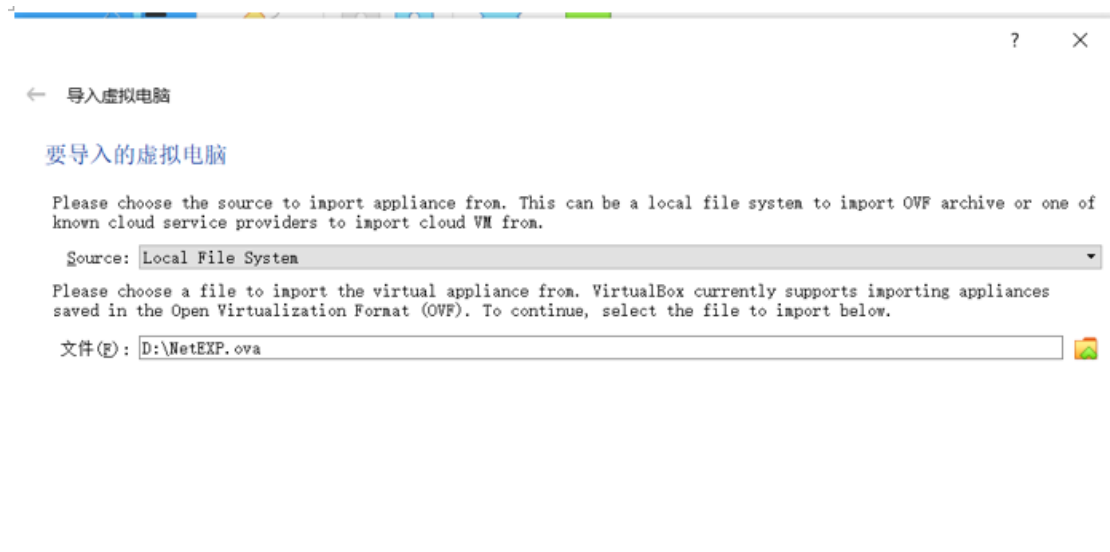 ?
导入虚拟电脑
要导入的虚拟电脑
Please choose the source to import appliance from. This can be a local file system to import OVF archive or one of
known cloud service providers to import cloud VM from.
Source: Local File System
Please choose a file to import the virtual appliance from. VirtualBox currently supports importing appliances
saved in the Open Virtualization Format (OVF). To continue, select the file to import below.
文件(F): D:\NetEXP.ova